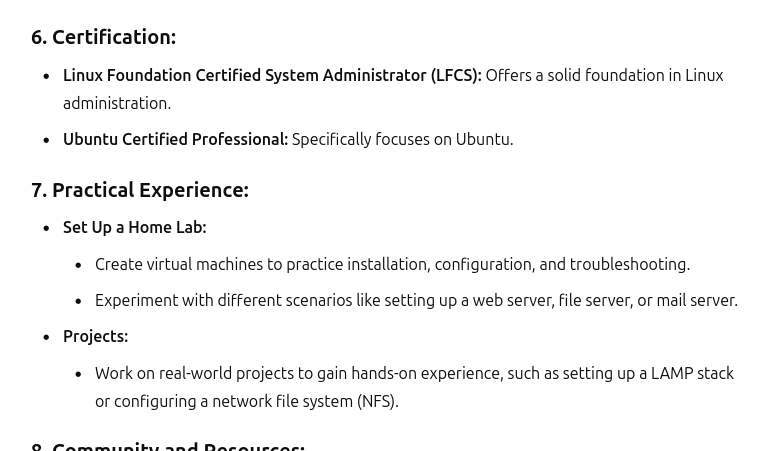 6. Certification:
• Linux Foundation Certified System Administrator (LFCS): Offers a solid foundation in Linux
administration.
• Ubuntu Certified Professional: Specifically focuses on Ubuntu.
7. Practical Experience:
• Set Up a Home Lab:
• Create virtual machines to practice installation, configuration, and troubleshooting.
• Experiment with different scenarios like setting up a web server, file server, or mail server.
• Projects:
• Work on real-world projects to gain hands-on experience, such as setting up a LAMP stack
or configuring a network file system (NFS).
8. Community and Resources: